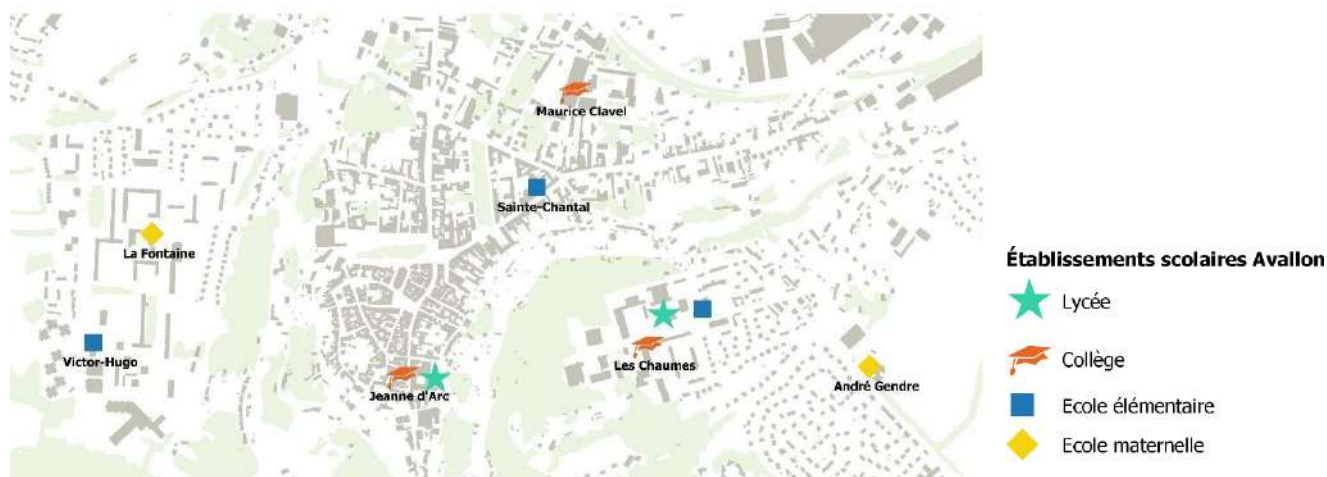 Maurice Clavel
Sainte-Chantal
La Fontaine
Victor-Hugo
Jeanne d'Arc
Les Chaumes
André Gendre
Établissements scolaires Avallon
Lycée
Collège
Ecole élémentaire
Ecole maternelle